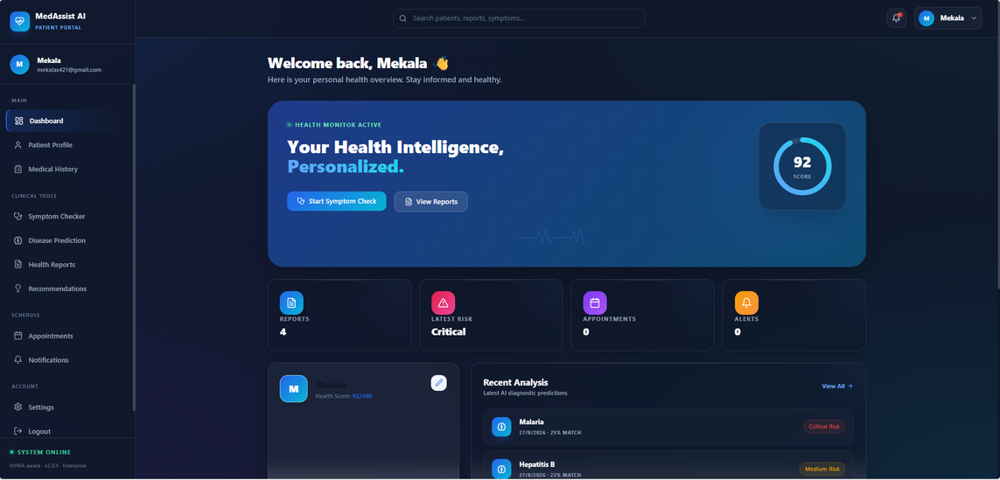 MedAssist AI
PATIENT PORTAL
M
Mekala
mekalas421@gmail.com
MAIN
Dashboard
Patient Profile
Medical History
CLINICAL TOOLS
Symptom Checker
Disease Prediction
Health Reports
Recommendations
SCHEDULE
Appointments
Notifications
ACCOUNT
Settings
Logout
SYSTEM ONLINE
HIPAA-aware · v2.0.0 · Enterprise
Search patients, reports, symptoms...
M
Mekala
Welcome back, Mekala 👋
Here is your personal health overview. Stay informed and healthy.
HEALTH MONITOR ACTIVE
Your Health Intelligence,
Personalized.
Start Symptom Check
View Reports
92
SCORE
REPORTS
4
LATEST RISK
Critical
APPOINTMENTS
0
ALERTS
0
M
Mekala
Health Score: 92/100
Recent Analysis
Latest AI diagnostic predictions
View All →
Malaria
27/8/2026 · 25% MATCH
Critical Risk
Hepatitis B
27/8/2026 · 23% MATCH
Medium Risk